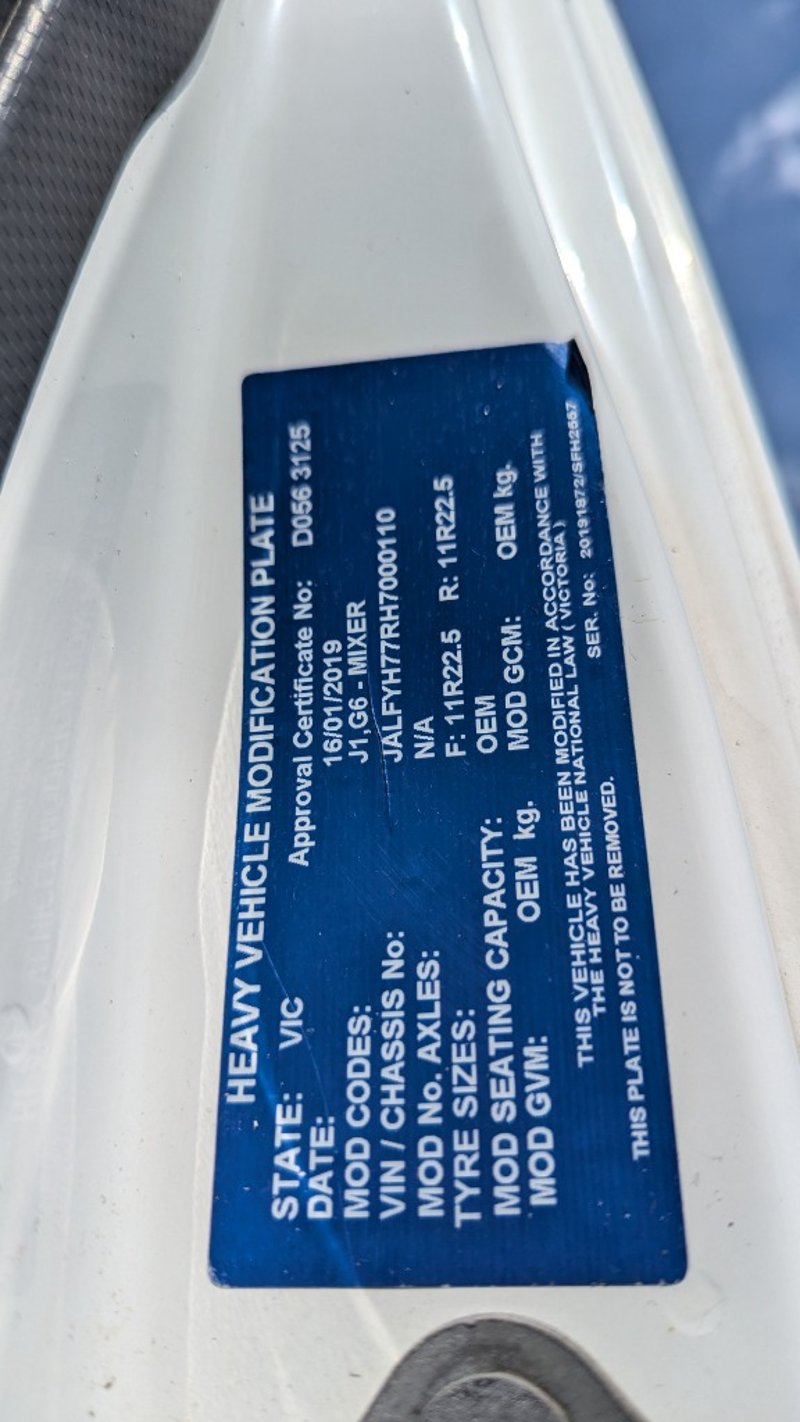 HEAVY VEHICLE MODIFICATION PLATE
STATE: VIC Approval Certificate No: D056 3125
DATE: 16/01/2019
MOD CODES: J1,G6 - MIXER
VIN / CHASSIS No: JALFYH77RH7000110
MOD No. AXLES: N/A
TYRE SIZES: F: 11R22.5 R: 11R22.5
MOD SEATING CAPACITY: OEM
MOD GVM: OEM kg. MOD GCM: OEM kg.
THIS VEHICLE HAS BEEN MODIFIED IN ACCORDANCE WITH
THE HEAVY VEHICLE NATIONAL LAW ( VICTORIA )
THIS PLATE IS NOT TO BE REMOVED. SER. No: 20191872/SFH2557